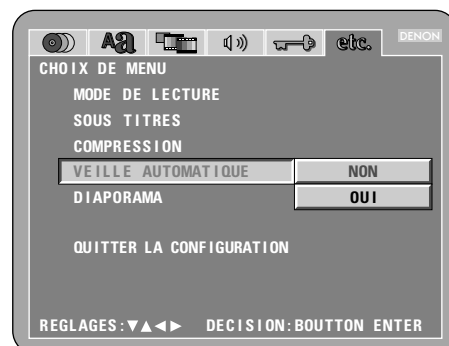 Aa etc. DENON
CHOIX DE MENU
MODE DE LECTURE
SOUS TITRES
COMPRESSION
VEILLE AUTOMATIQUE NON
DIAPORAMA OUI
QUITTER LA CONFIGURATION
REGLAGES:▼▲◀▶ DECISION:BOUTTON ENTER